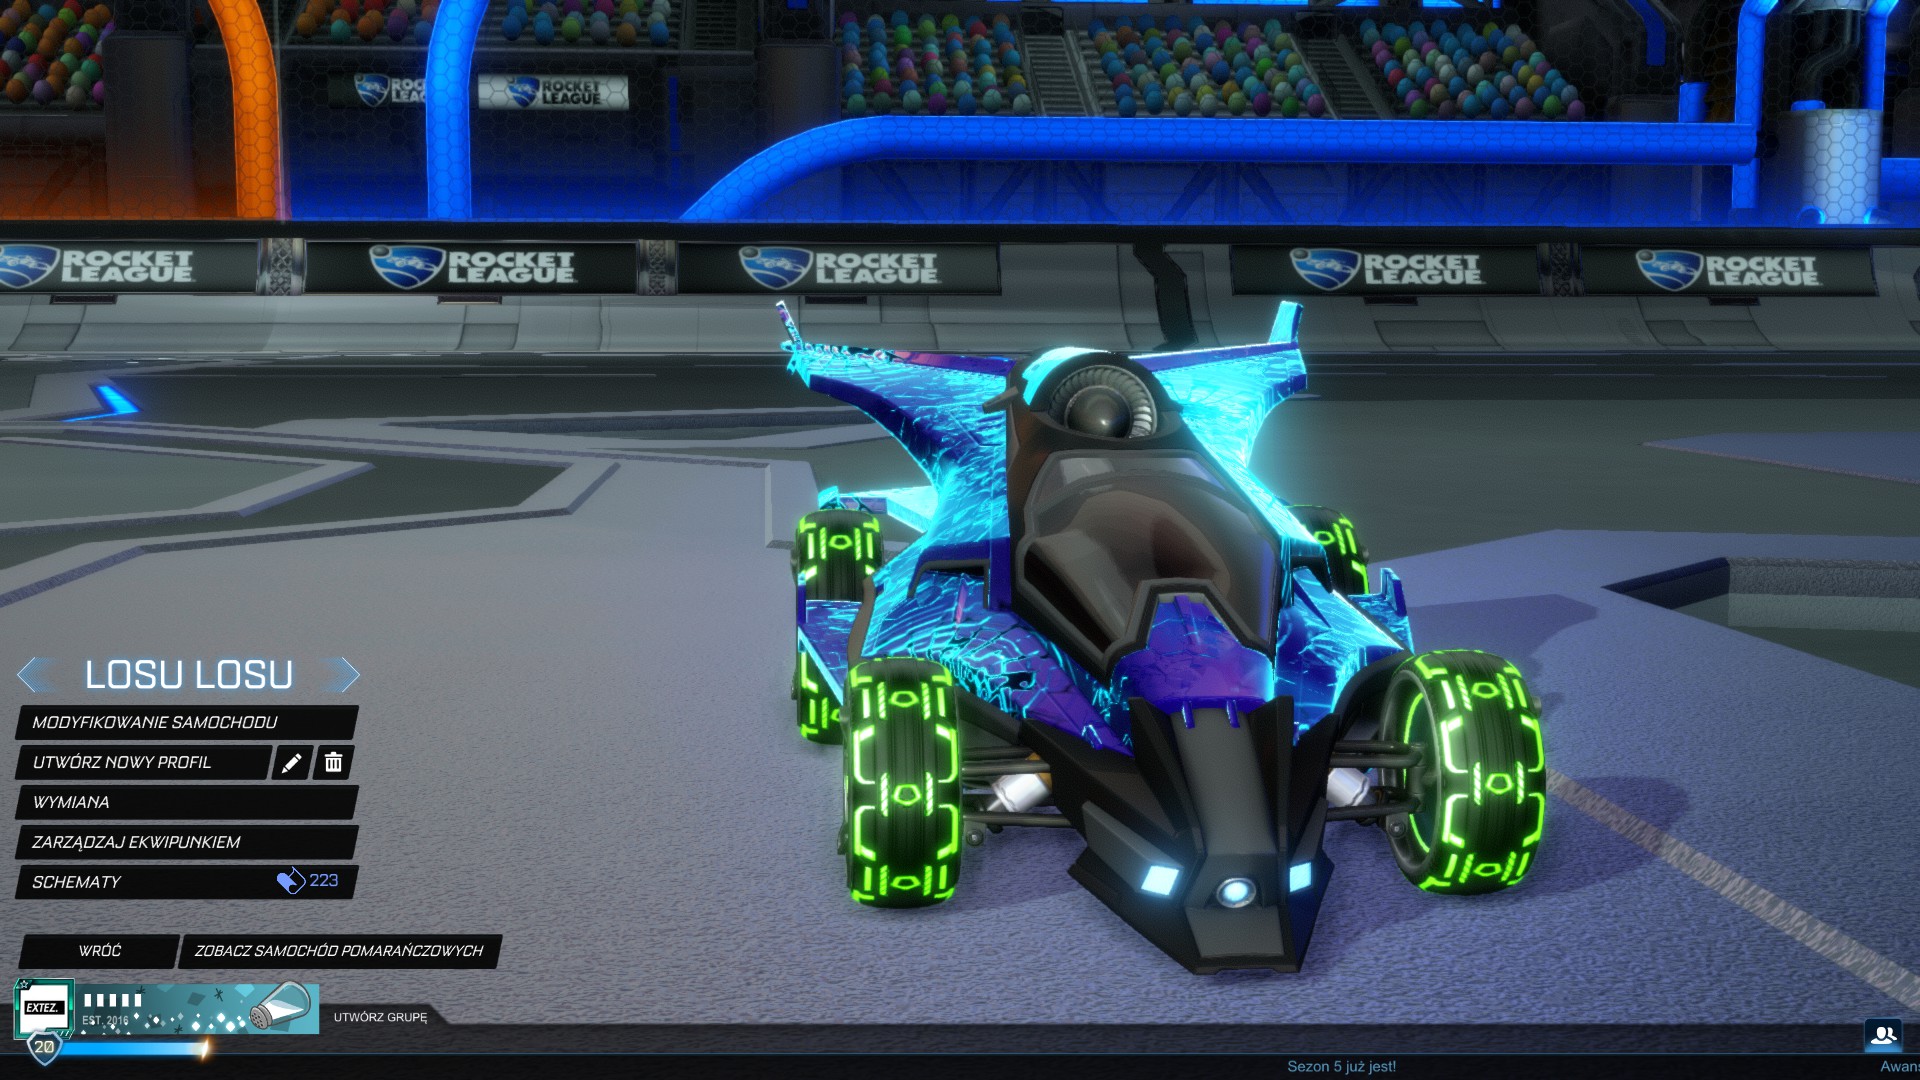 ROCKET
LEAGUE
ROCKET
LEAGUE
ROCKET
LEAGUE
ROCKET
LEAGUE
ROCKET
LEAGUE
ROCKET
LEAGUE
LOSU LOSU
MODYFIKOWANIE SAMOCHODU
UTWÓRZ NOWY PROFIL
WYMIANA
ZARZĄDZAJ EKWIPUNKIEM
SCHEMATY 223
WRÓĆ ZOBACZ SAMOCHÓD POMARAŃCZOWYCH
EXTEZ.
EST. 2016
UTWÓRZ GRUPĘ
20
Sezon 5 już jest!